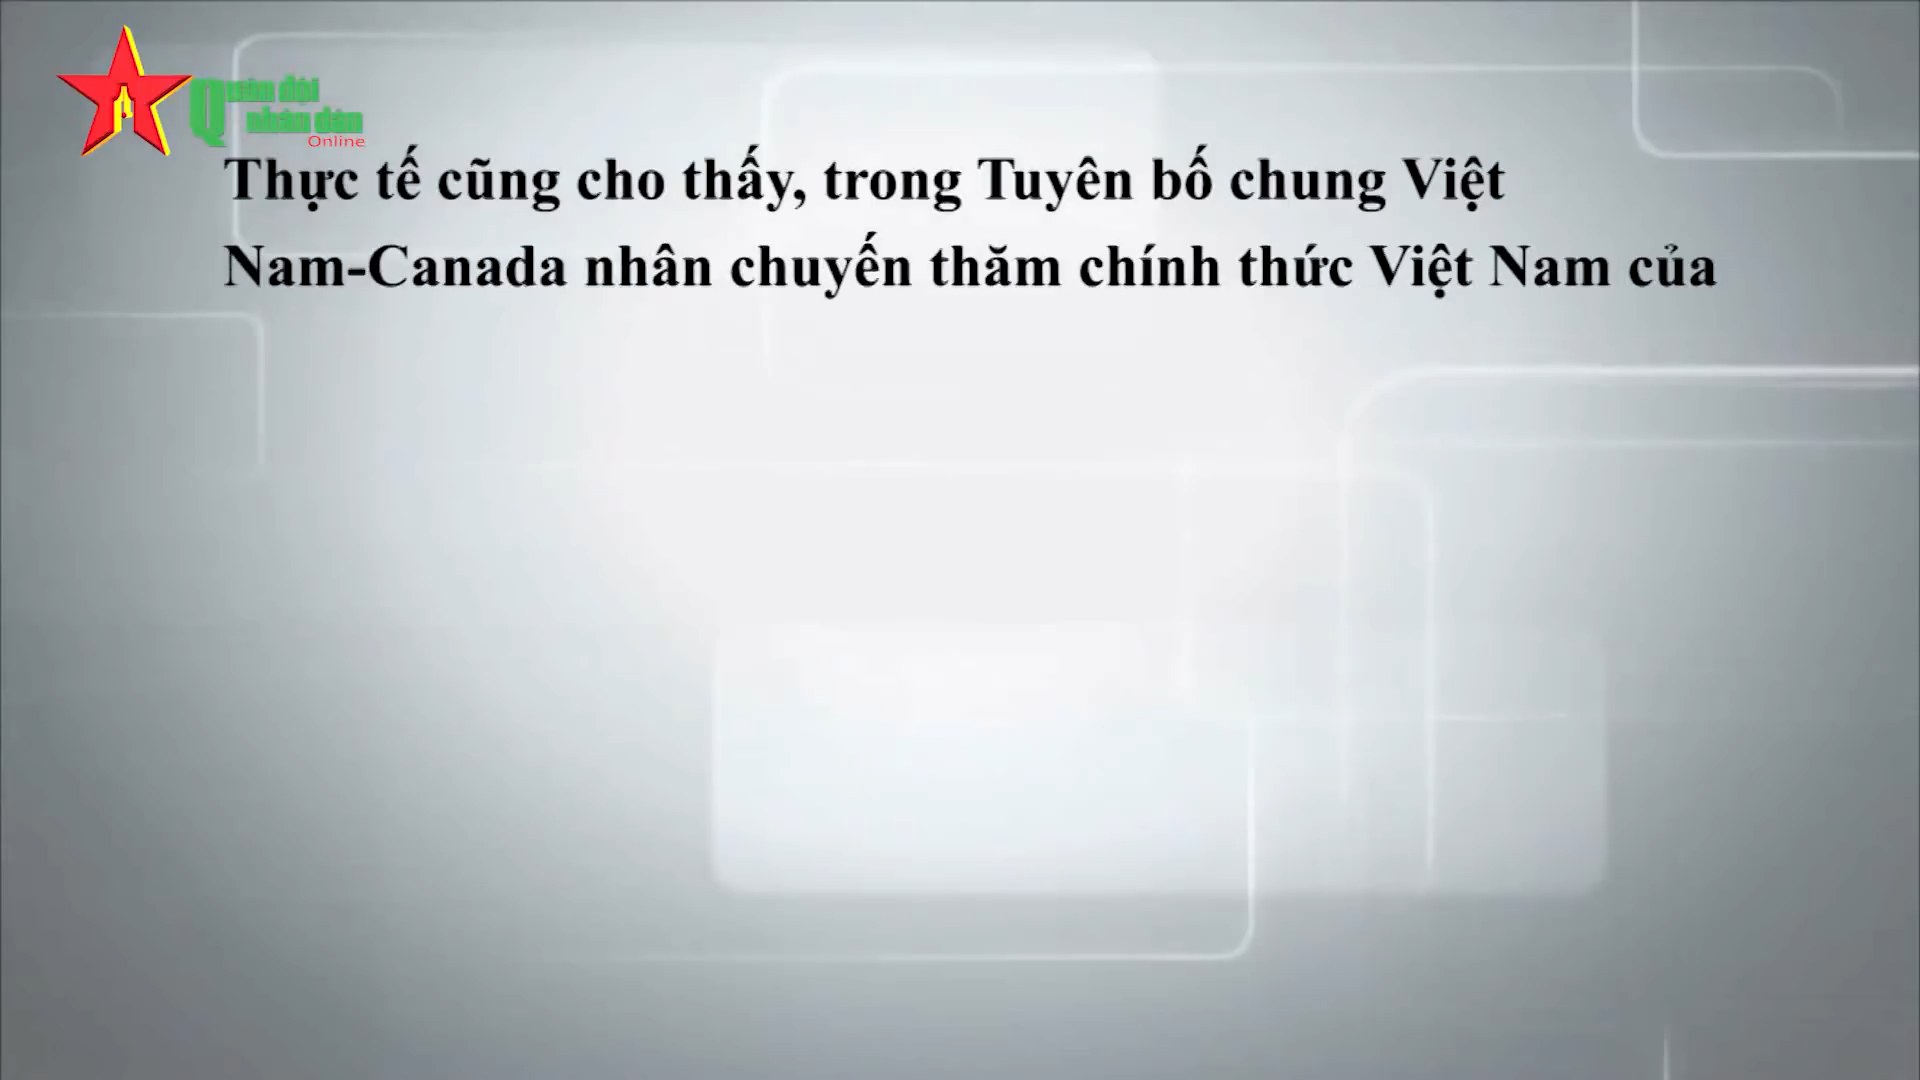 Quân đội
nhân dân
Online
Thực tế cũng cho thấy, trong Tuyên bố chung Việt
Nam-Canada nhân chuyến thăm chính thức Việt Nam của